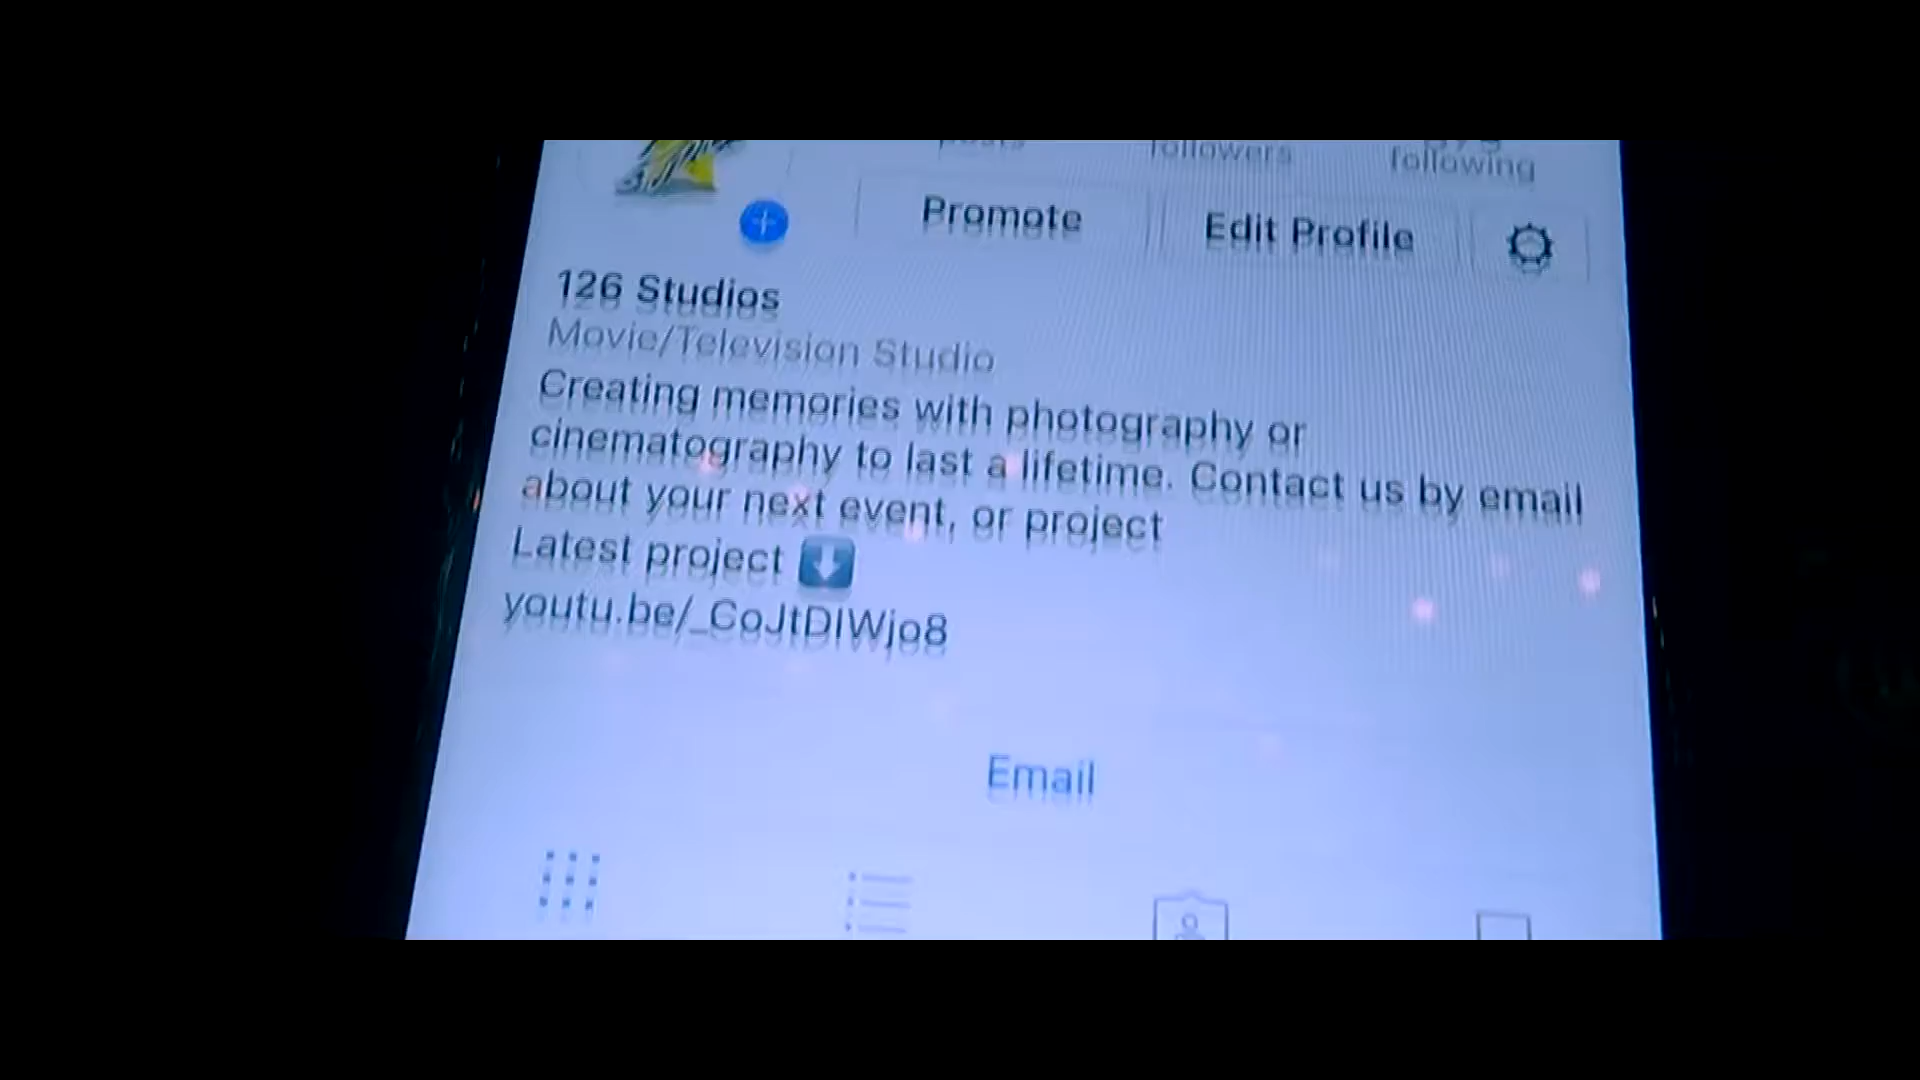 posts followers following
Promote Edit Profile
126 Studios
Movie/Television Studio
Creating memories with photography or
cinematography to last a lifetime. Contact us by email
about your next event, or project
Latest project ⬇️
youtu.be/_CoJtDIWjo8
Email